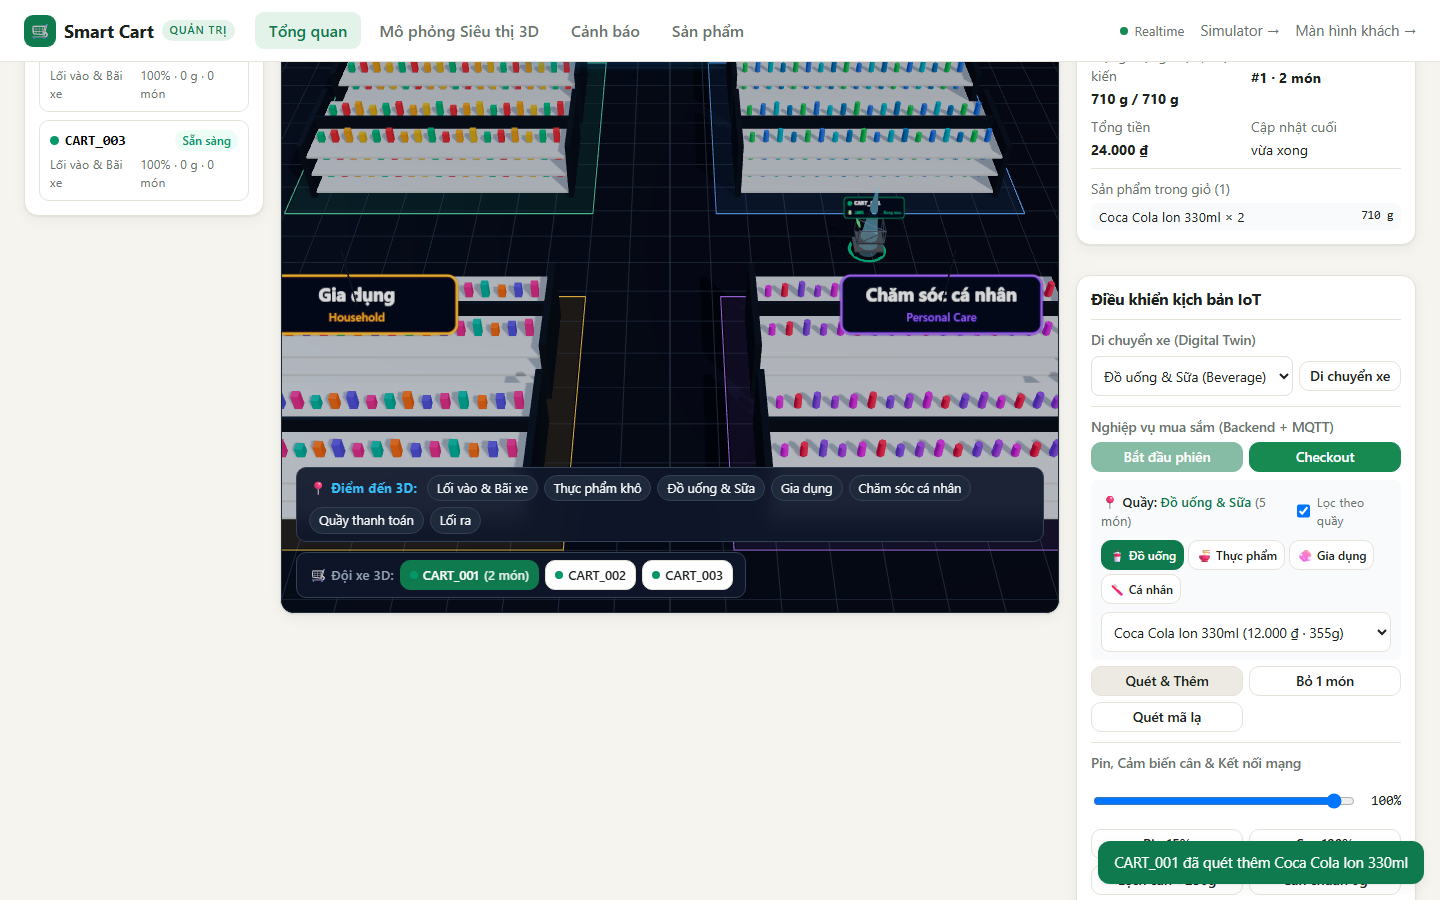 Smart Cart
QUẢN TRỊ
Tổng quan
Mô phỏng Siêu thị 3D
Cảnh báo
Sản phẩm
Realtime
Simulator →
Màn hình khách →
Lối vào & Bãi xe
100% · 0 g · 0 món
CART_003
Sẵn sàng
Lối vào & Bãi xe
100% · 0 g · 0 món
Gia dụng
Household
Chăm sóc cá nhân
Personal Care
Điểm đến 3D:
Lối vào & Bãi xe
Thực phẩm khô
Đồ uống & Sữa
Gia dụng
Chăm sóc cá nhân
Quầy thanh toán
Lối ra
Đội xe 3D:
CART_001 (2 món)
CART_002
CART_003
kiến
#1 · 2 món
710 g / 710 g
Tổng tiền
Cập nhật cuối
24.000 ₫
vừa xong
Sản phẩm trong giỏ (1)
Coca Cola lon 330ml × 2
710 g
Điều khiển kịch bản IoT
Di chuyển xe (Digital Twin)
Đồ uống & Sữa (Beverage)
Di chuyển xe
Nghiệp vụ mua sắm (Backend + MQTT)
Bắt đầu phiên
Checkout
Quầy: Đồ uống & Sữa (5 món)
Lọc theo quầy
Đồ uống
Thực phẩm
Gia dụng
Cá nhân
Coca Cola lon 330ml (12.000 ₫ · 355g)
Quét & Thêm
Bỏ 1 món
Quét mã lạ
Pin, Cảm biến cân & Kết nối mạng
100%
CART_001 đã quét thêm Coca Cola lon 330ml